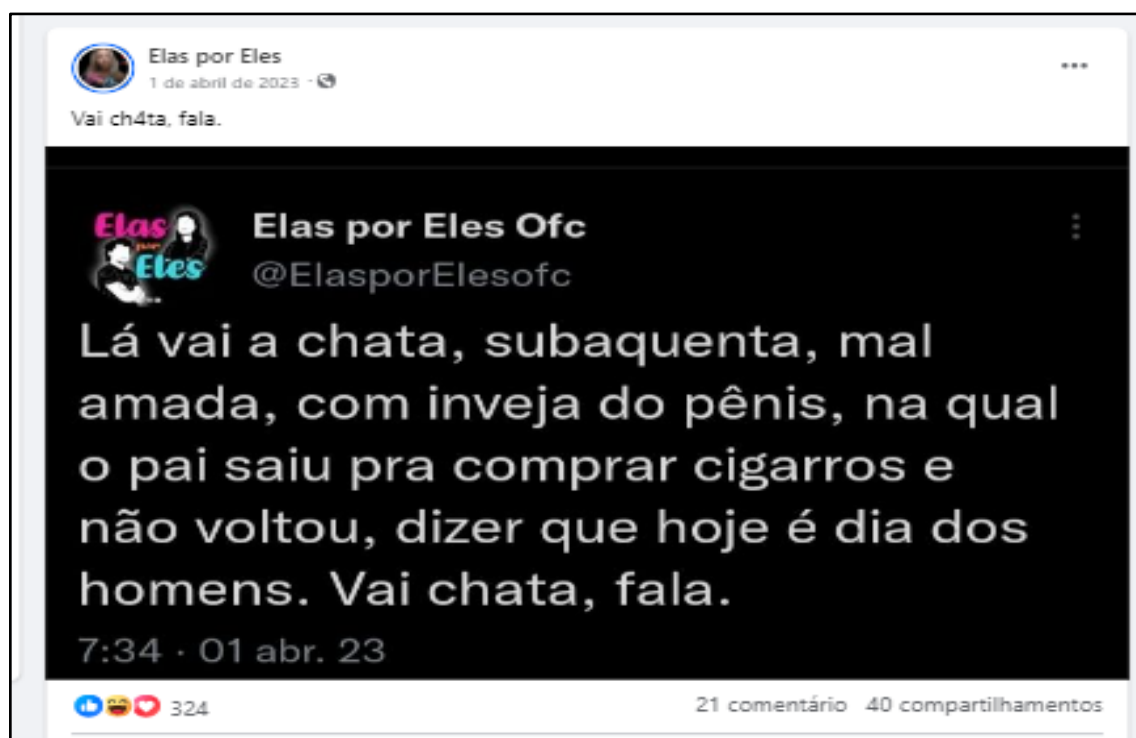 Elas por Eles
1 de abril de 2023 ·
Vai ch4ta, fala.
Elas por Eles
Elas por Eles Ofc
@ElasporElesofc
Lá vai a chata, subaquenta, mal
amada, com inveja do pênis, na qual
o pai saiu pra comprar cigarros e
não voltou, dizer que hoje é dia dos
homens. Vai chata, fala.
7:34 · 01 abr. 23
324
21 comentário 40 compartilhamentos